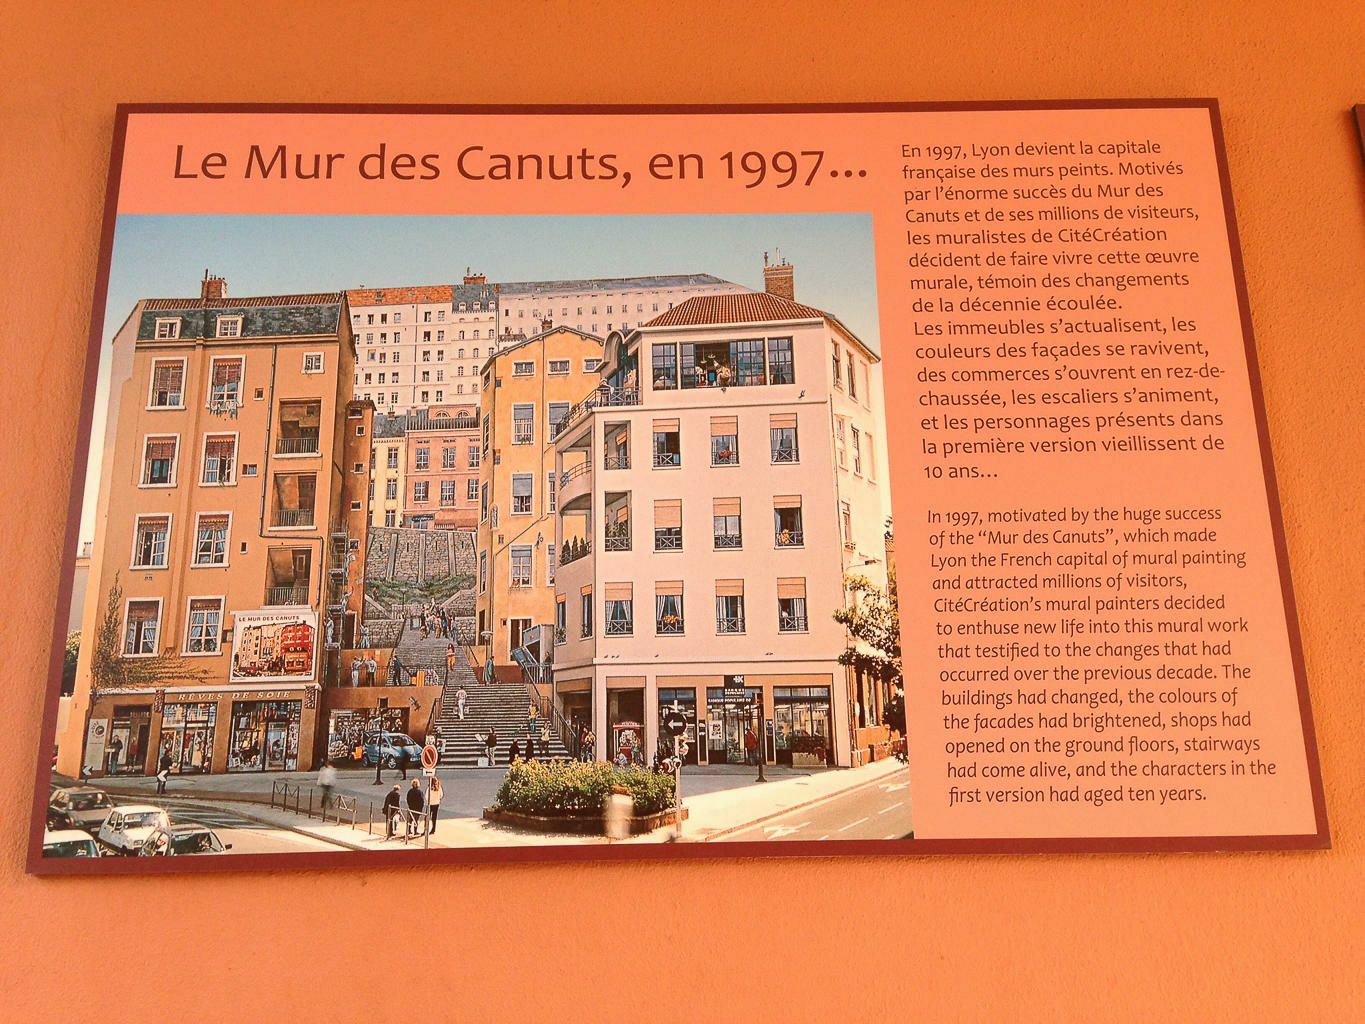 Le Mur des Canuts, en 1997...
En 1997, Lyon devient la capitale
française des murs peints. Motivés
par l'énorme succès du Mur des
Canuts et de ses millions de visiteurs,
les muralistes de CitéCréation
décident de faire vivre cette œuvre
murale, témoin des changements
de la décennie écoulée.
Les immeubles s'actualisent, les
couleurs des façades se ravivent,
des commerces s'ouvrent en rez-de-
chaussée, les escaliers s'animent,
et les personnages présents dans
la première version vieillissent de
10 ans...
In 1997, motivated by the huge success
of the "Mur des Canuts", which made
Lyon the French capital of mural painting
and attracted millions of visitors,
CitéCréation's mural painters decided
to enthuse new life into this mural work
that testified to the changes that had
occurred over the previous decade. The
buildings had changed, the colours of
the facades had brightened, shops had
opened on the ground floors, stairways
had come alive, and the characters in the
first version had aged ten years.
LE MUR DES CANUTS
RÊVES DE SOIE